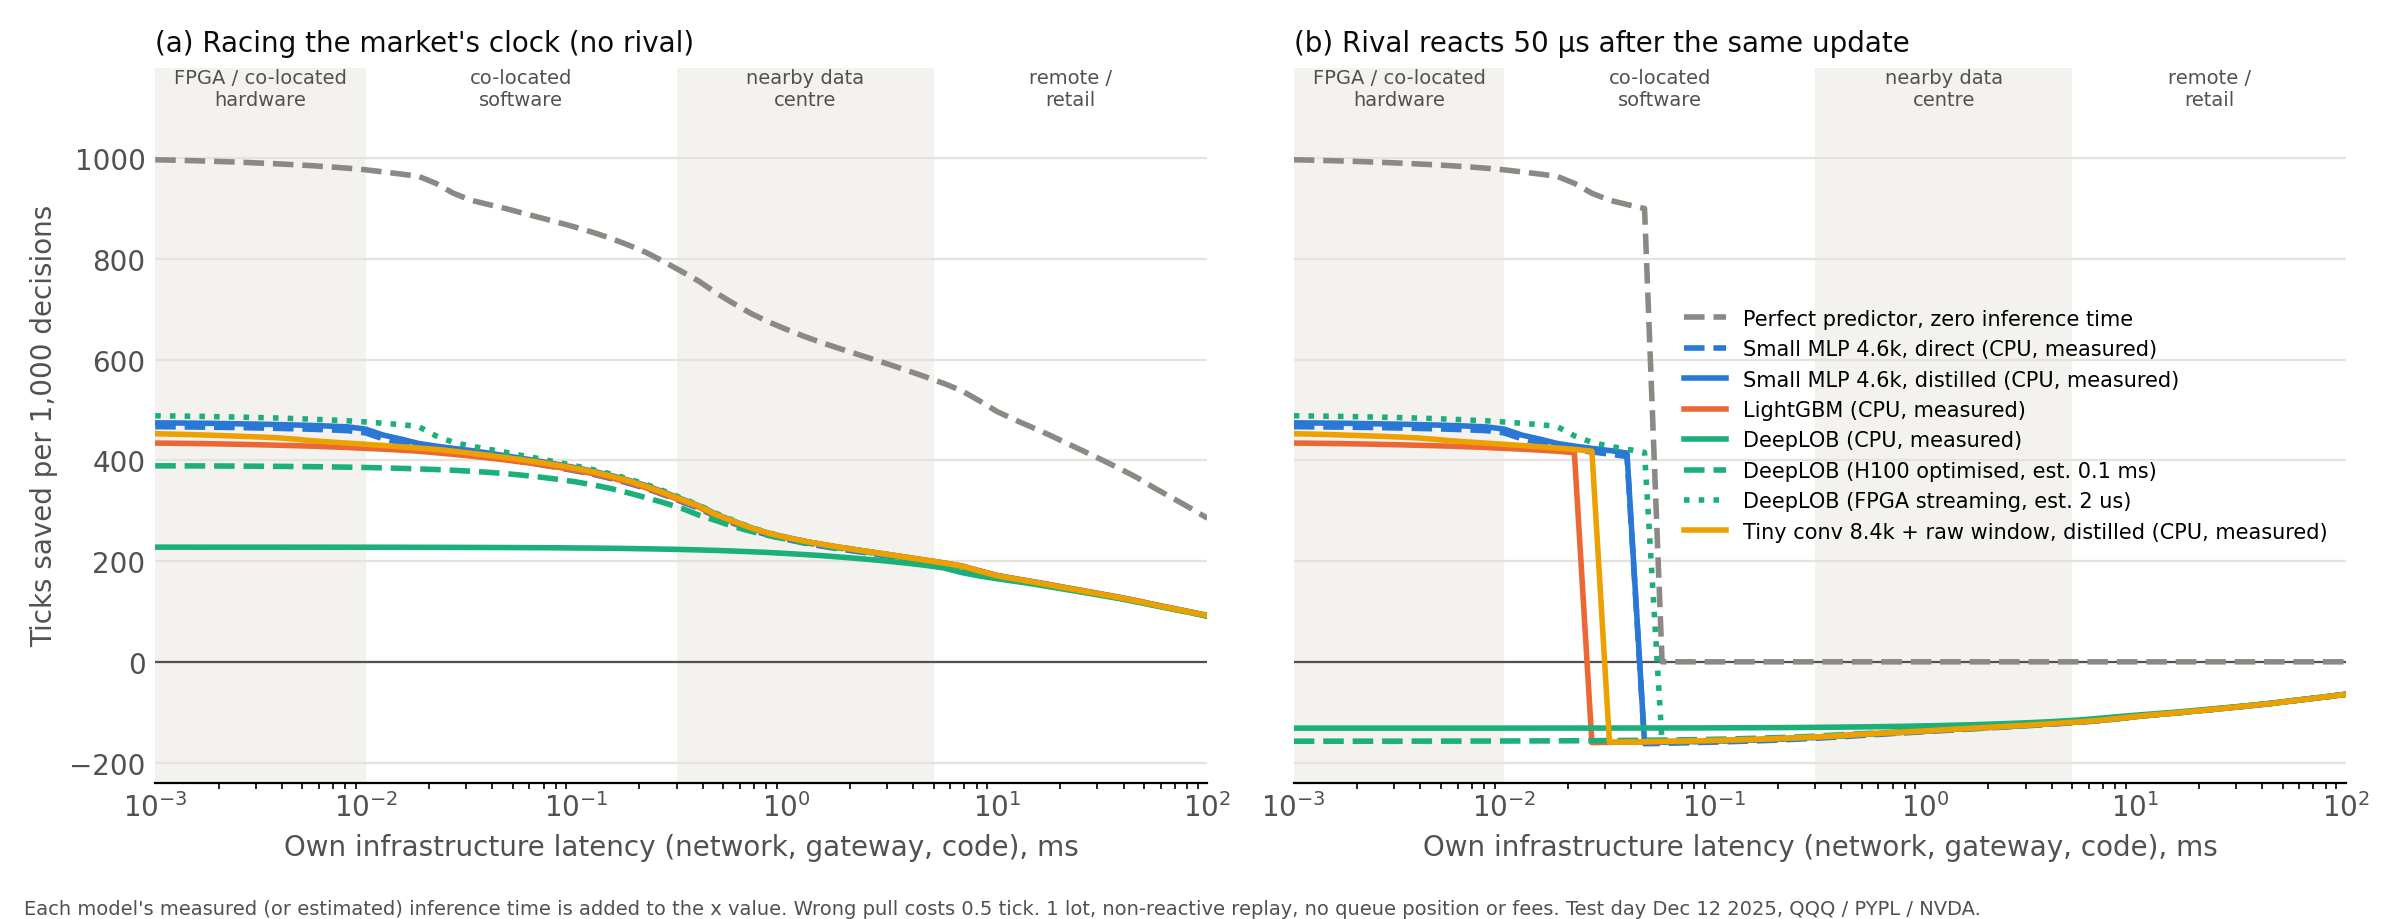 (a) Racing the market's clock (no rival)
FPGA / co-located
hardware
co-located
software
nearby data
centre
remote /
retail
Ticks saved per 1,000 decisions
1000
800
600
400
200
0
−200
10⁻³
10⁻²
10⁻¹
10⁰
10¹
10²
Own infrastructure latency (network, gateway, code), ms
(b) Rival reacts 50 µs after the same update
FPGA / co-located
hardware
co-located
software
nearby data
centre
remote /
retail
Perfect predictor, zero inference time
Small MLP 4.6k, direct (CPU, measured)
Small MLP 4.6k, distilled (CPU, measured)
LightGBM (CPU, measured)
DeepLOB (CPU, measured)
DeepLOB (H100 optimised, est. 0.1 ms)
DeepLOB (FPGA streaming, est. 2 us)
Tiny conv 8.4k + raw window, distilled (CPU, measured)
10⁻³
10⁻²
10⁻¹
10⁰
10¹
10²
Own infrastructure latency (network, gateway, code), ms
Each model's measured (or estimated) inference time is added to the x value. Wrong pull costs 0.5 tick. 1 lot, non-reactive replay, no queue position or fees. Test day Dec 12 2025, QQQ / PYPL / NVDA.